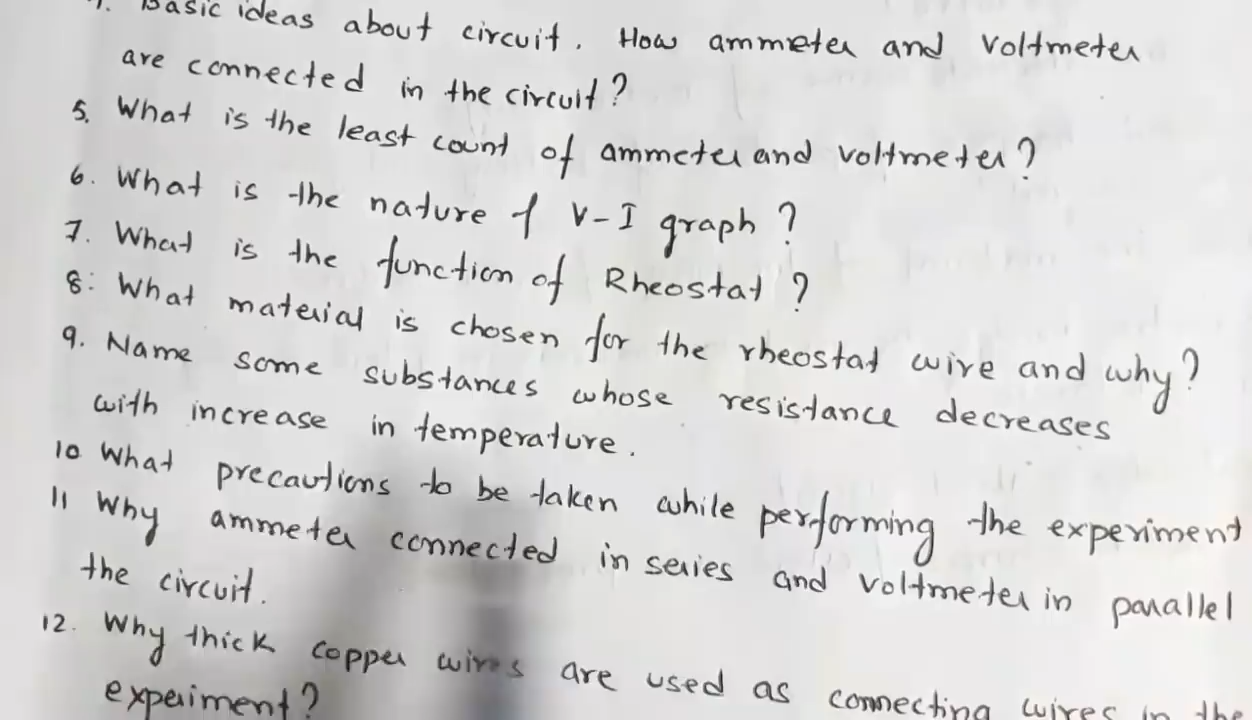 Basic ideas about circuit. How ammeter and voltmeter
are connected in the circuit?
5. What is the least count of ammeter and voltmeter?
6. What is the nature of V-I graph?
7. What is the function of Rheostat?
8: What material is chosen for the rheostat wire and why?
9. Name some substances whose resistance decreases
with increase in temperature.
10 What precautions to be taken while performing the experiment
11 Why ammeter connected in series and voltmeter in parallel
the circuit.
12. Why thick copper wires are used as connecting wires in the
experiment?